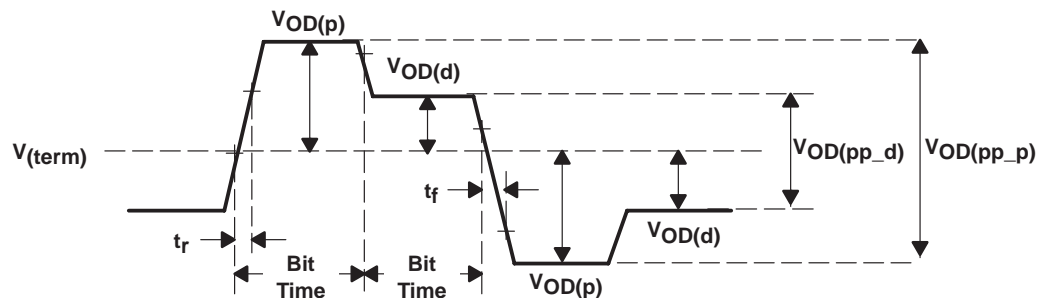 VOD(p)
VOD(d)
V(term)
VOD(pp_d)
VOD(pp_p)
tf
tr
VOD(d)
Bit
Time
Bit
Time
VOD(p)